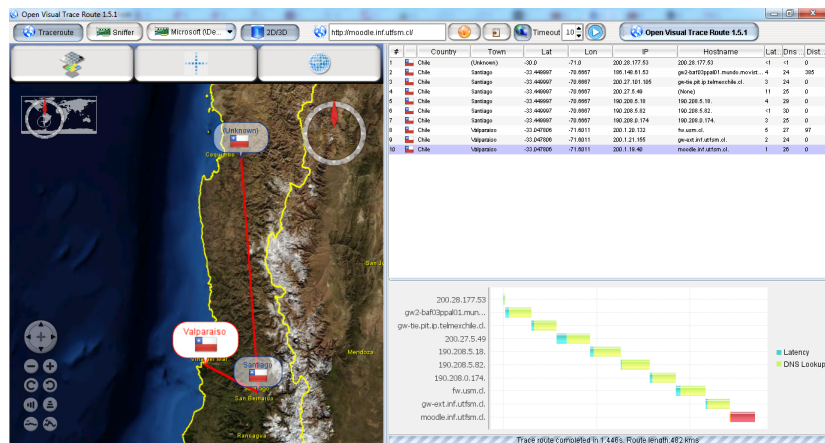 Open Visual Trace Route 1.5.1
Traceroute Sniffer Microsoft (\De... 2D/3D http://moodle.inf.utfsm.cl/ Timeout 10 Open Visual Trace Route 1.5.1
# Country Town Lat Lon IP Hostname Lat... Dns ... Dist...
1 Chile (Unknown) -30.0 -71.0 200.28.177.53 200.28.177.53 <1 <1 0
2 Chile Santiago -33.449997 -70.6667 186.148.61.53 gw2-baf03ppal01.mundo.movist... 4 24 385
3 Chile Santiago -33.449997 -70.6667 200.27.101.105 gw-tie.pit.ip.telmexchile.cl. 3 24 0
4 Chile Santiago -33.449997 -70.6667 200.27.5.49 (None) 11 25 0
5 Chile Santiago -33.449997 -70.6667 190.208.5.18 190.208.5.18. 4 29 0
6 Chile Santiago -33.449997 -70.6667 190.208.5.82 190.208.5.82. <1 30 0
7 Chile Santiago -33.449997 -70.6667 190.208.0.174 190.208.0.174. 3 25 0
8 Chile Valparaiso -33.047806 -71.6011 200.1.20.132 fw.usm.cl. 5 27 97
9 Chile Valparaiso -33.047806 -71.6011 200.1.21.155 gw-ext.inf.utfsm.cl. 2 24 0
10 Chile Valparaiso -33.047806 -71.6011 200.1.19.40 moodle.inf.utfsm.cl. 1 26 0
(Unknown)
Coquimbo
San Ju
Valparaiso
Vina del Mar
Mendoza
Santiago
San Bernardo
Rancagua
200.28.177.53
gw2-baf03ppal01.mun...
gw-tie.pit.ip.telmexchile.cl.
200.27.5.49
190.208.5.18.
190.208.5.82.
190.208.0.174.
fw.usm.cl.
gw-ext.inf.utfsm.cl.
moodle.inf.utfsm.cl.
Latency
DNS Lookup
Trace route completed in 1.446s. Route length:482 kms